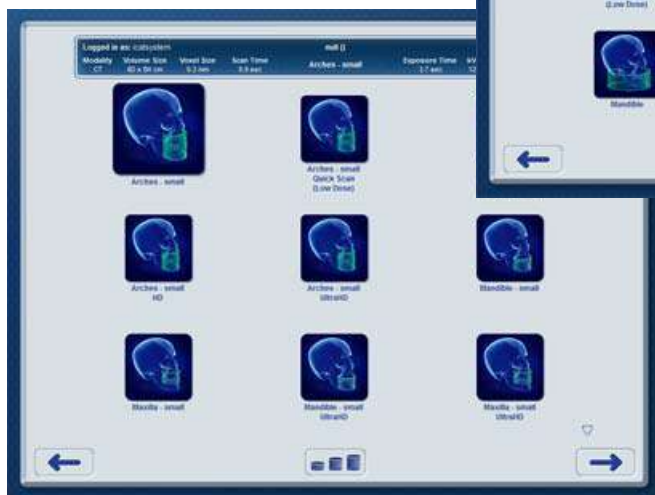 Logged in as: icatsystem
null ()
Modality
CT
Volume Size
Voxel Size
Scan Time
Arches - small
Exposure Time
Arches - small
Arches - small
Quick Scan
(Low Dose)
Arches - small
HD
Arches - small
UltraHD
Mandible - small
Maxilla - small
Mandible - small
UltraHD
Maxilla - small
UltraHD
(Low Dose)
Mandible